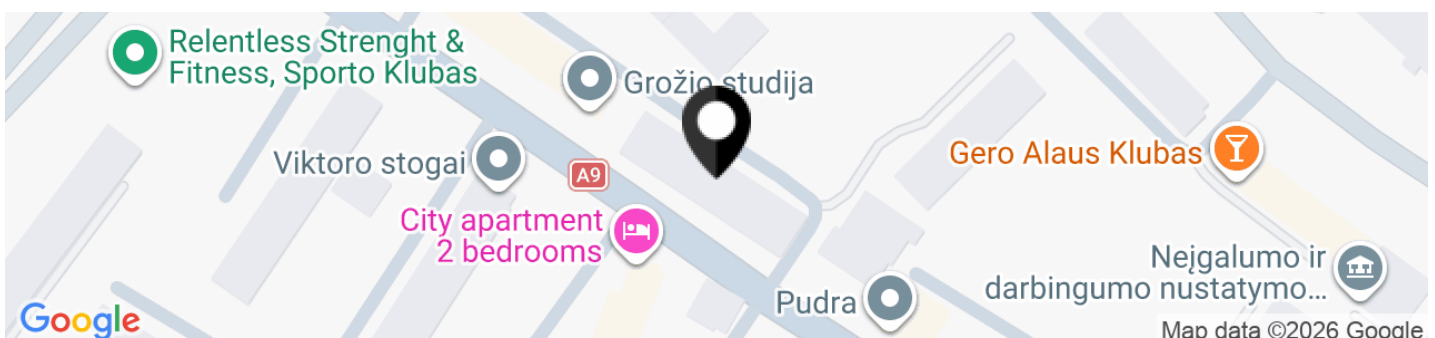 Relentless Strenght &
Fitness, Sporto Klubas
Grožio studija
Viktoro stogai
A9
Gero Alaus Klubas
City apartment
2 bedrooms
Neįgalumo ir
darbingumo nustatymo...
Pudra
Google
Map data ©2026 Google